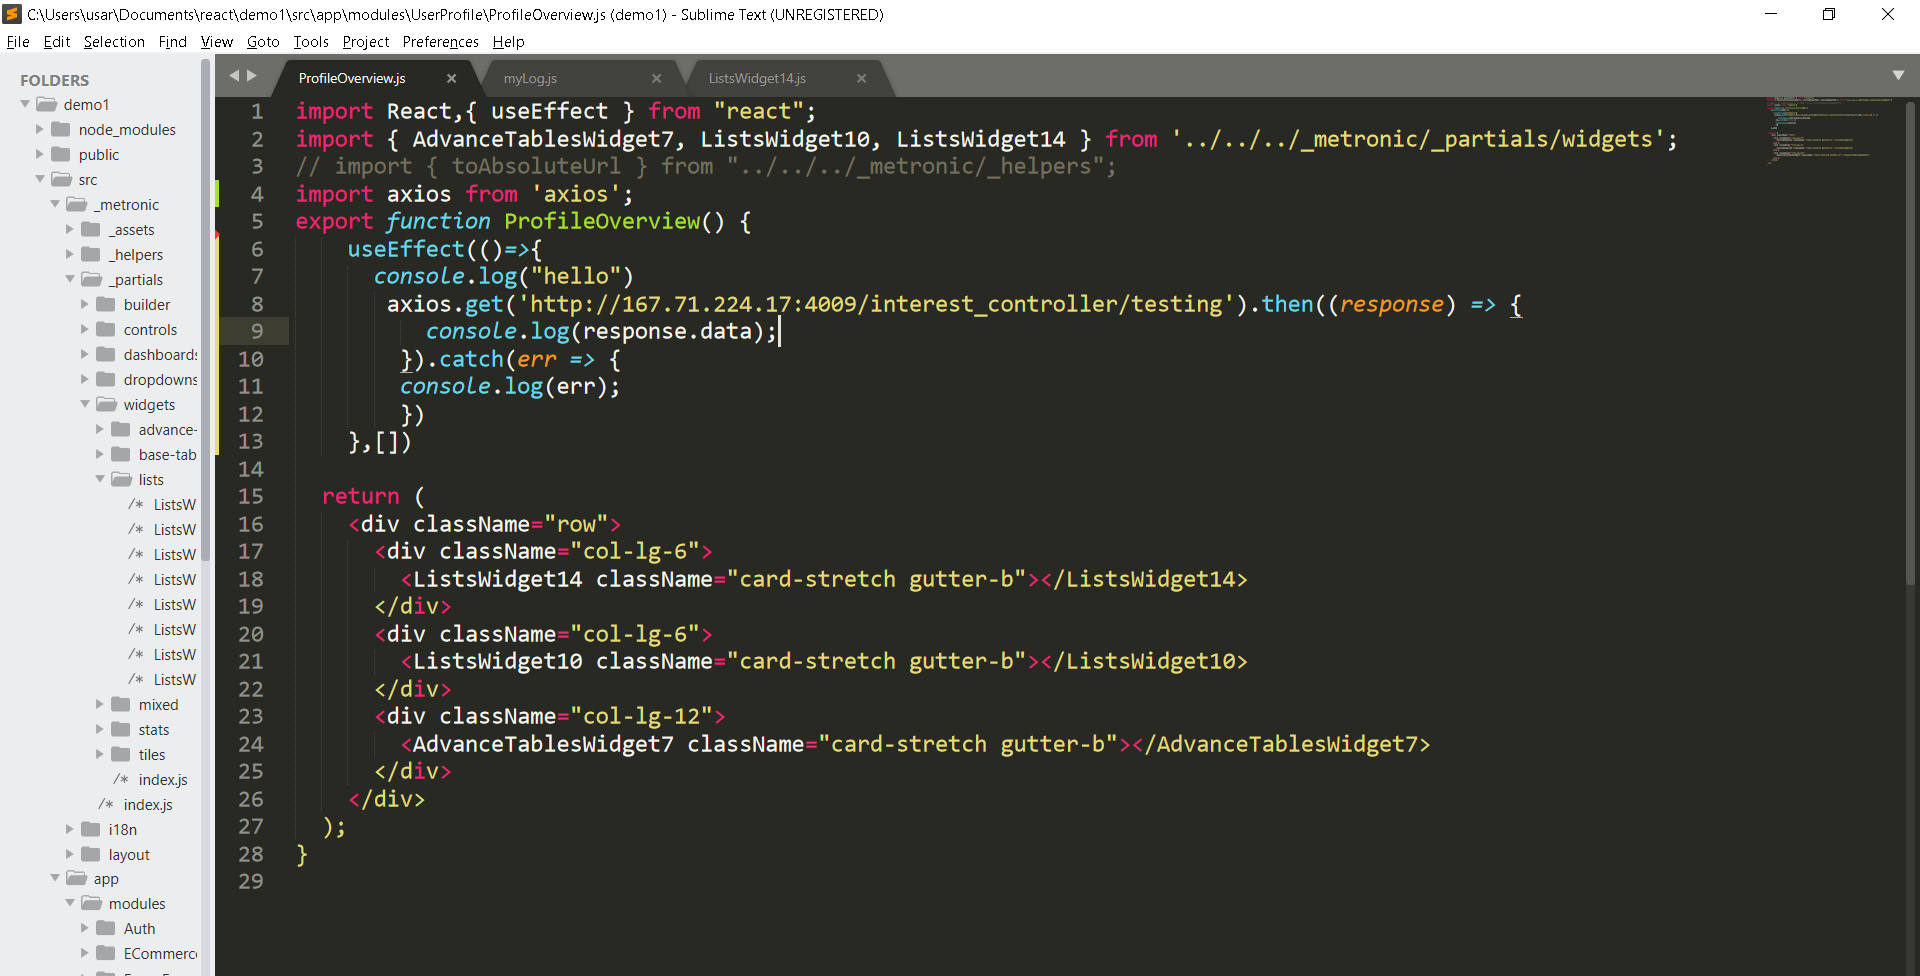 C:\Users\usar\Documents\react\demo1\src\app\modules\UserProfile\ProfileOverview.js (demo1) - Sublime Text (UNREGISTERED)
File Edit Selection Find View Goto Tools Project Preferences Help
FOLDERS
demo1
node_modules
public
src
_metronic
_assets
_helpers
_partials
builder
controls
dashboards
dropdowns
widgets
advance-
base-tab
lists
/* ListsW
/* ListsW
/* ListsW
/* ListsW
/* ListsW
/* ListsW
/* ListsW
/* ListsW
mixed
stats
tiles
/* index.js
/* index.js
i18n
layout
app
modules
Auth
ECommerc
ProfileOverview.js
myLog.js
ListsWidget14.js
1 import React,{ useEffect } from "react";
2 import { AdvanceTablesWidget7, ListsWidget10, ListsWidget14 } from '../../../_metronic/_partials/widgets';
3 // import { toAbsoluteUrl } from "../../../_metronic/_helpers";
4 import axios from 'axios';
5 export function ProfileOverview() {
6     useEffect(()=>{
7       console.log("hello")
8        axios.get('http://167.71.224.17:4009/interest_controller/testing').then((response) => {
9           console.log(response.data);
10         }).catch(err => {
11         console.log(err);
12         })
13     },[])
14
15   return (
16     <div className="row">
17       <div className="col-lg-6">
18         <ListsWidget14 className="card-stretch gutter-b"></ListsWidget14>
19       </div>
20       <div className="col-lg-6">
21         <ListsWidget10 className="card-stretch gutter-b"></ListsWidget10>
22       </div>
23       <div className="col-lg-12">
24         <AdvanceTablesWidget7 className="card-stretch gutter-b"></AdvanceTablesWidget7>
25       </div>
26     </div>
27   );
28 }
29